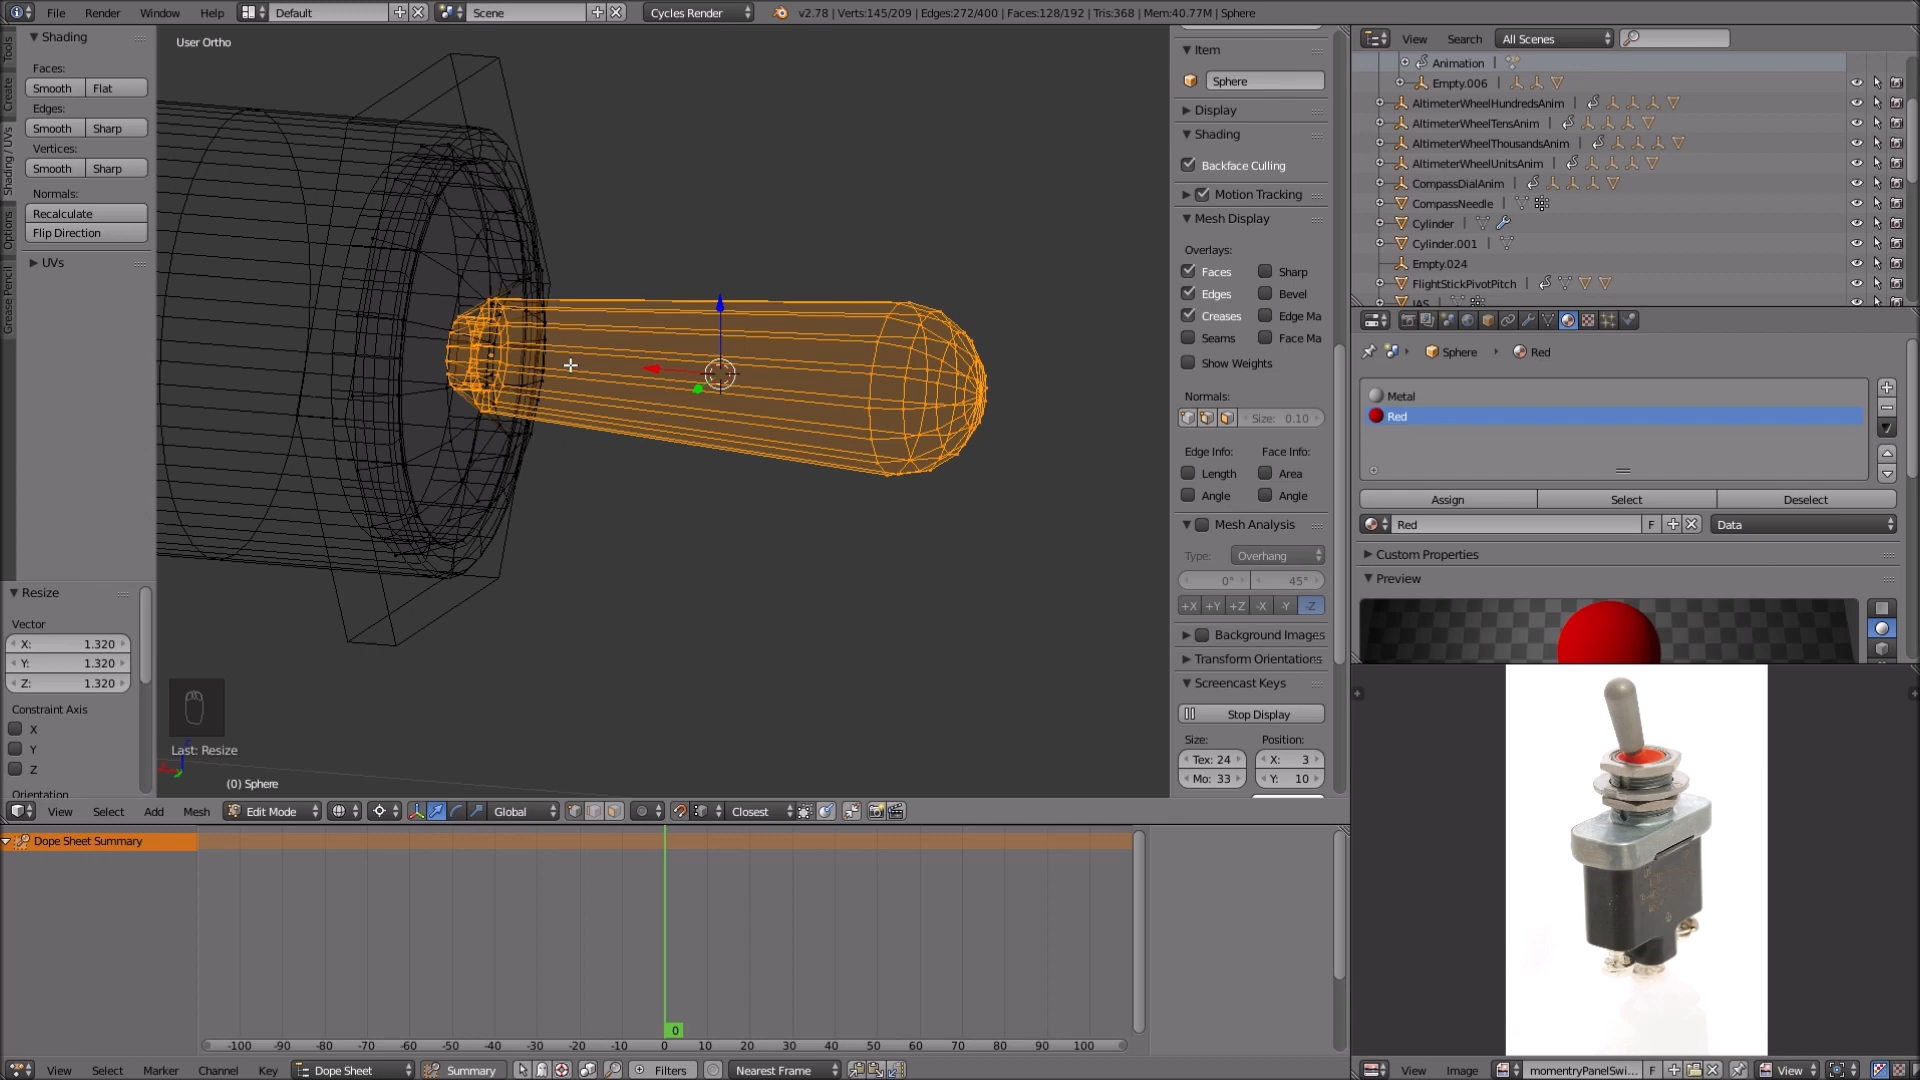 File Render Window Help Default Scene Cycles Render v2.78 | Verts:145/209 | Edges:272/400 | Faces:128/192 | Tris:368 | Mem:40.77M | Sphere
Tools
Create
Shading / UVs
Options
Grease Pencil
Shading
Faces:
Smooth Flat
Edges:
Smooth Sharp
Vertices:
Smooth Sharp
Normals:
Recalculate
Flip Direction
UVs
Resize
Vector
X: 1.320
Y: 1.320
Z: 1.320
Constraint Axis
X
Y
Z
Orientation
User Ortho
Last: Resize
(0) Sphere
View Select Add Mesh Edit Mode Global Closest
Item
Sphere
Display
Shading
Backface Culling
Motion Tracking
Mesh Display
Overlays:
Faces Sharp
Edges Bevel
Creases Edge Ma
Seams Face Ma
Show Weights
Normals:
Size: 0.10
Edge Info: Face Info:
Length Area
Angle Angle
Mesh Analysis
Type: Overhang
0° 45°
+X +Y +Z -X -Y -Z
Background Images
Transform Orientations
Screencast Keys
Stop Display
Size: Position:
Tex: 24 X: 3
Mo: 33 Y: 10
View Search All Scenes
Animation
Empty.006
AltimeterWheelHundredsAnim
AltimeterWheelTensAnim
AltimeterWheelThousandsAnim
AltimeterWheelUnitsAnim
CompassDialAnim
CompassNeedle
Cylinder
Cylinder.001
Empty.024
FlightStickPivotPitch
IAS
Sphere Red
Metal
Red
Assign Select Deselect
Red F Data
Custom Properties
Preview
Dope Sheet Summary
0
-100 -90 -80 -70 -60 -50 -40 -30 -20 -10 0 10 20 30 40 50 60 70 80 90 100
View Select Marker Channel Key Dope Sheet Summary Filters Nearest Frame
View Image momentryPanelSwi... F View